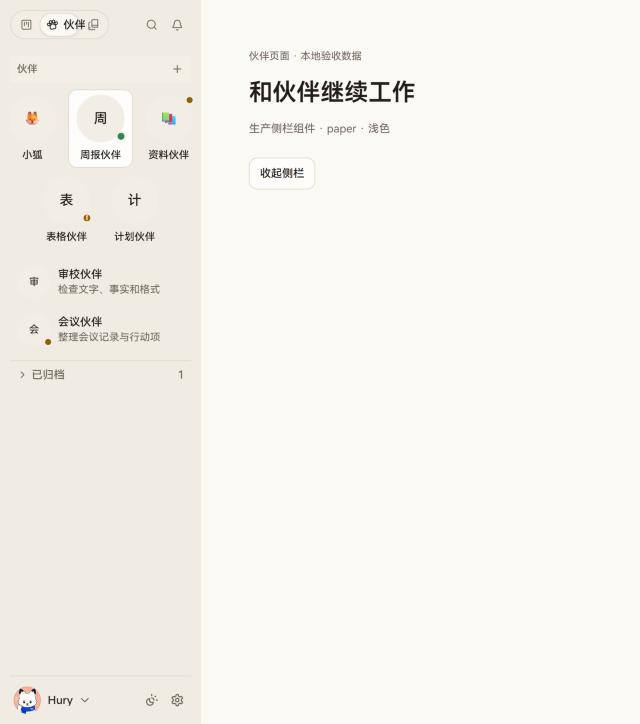 伙伴
伙伴
小狐
周
周报伙伴
资料伙伴
表
!
表格伙伴
计
计划伙伴
审
审校伙伴
检查文字、事实和格式
会
会议伙伴
整理会议记录与行动项
已归档 1
Hury
伙伴页面 · 本地验收数据
和伙伴继续工作
生产侧栏组件 · paper · 浅色
收起侧栏